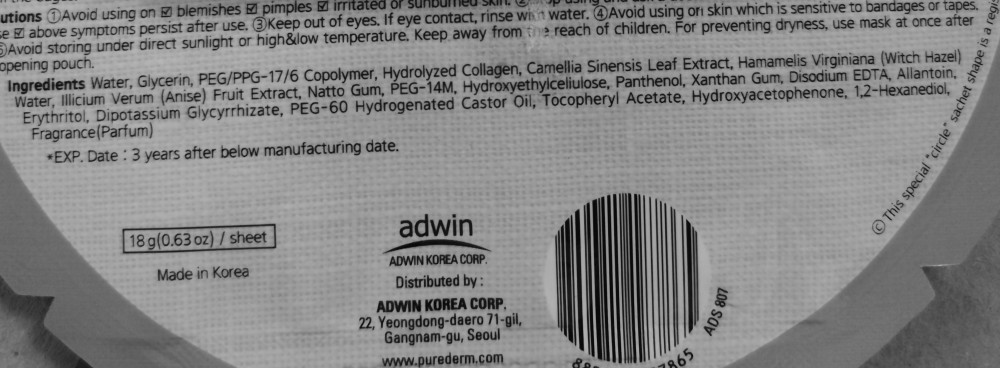 utions ①Avoid using on ☑ blemishes ☑ pimples ☑ irritated or sunburned skin.
se ☑ above symptoms persist after use. ③Keep out of eyes. If eye contact, rinse with water. ④Avoid using on skin which is sensitive to bandages or tapes.
⑤Avoid storing under direct sunlight or high&low temperature. Keep away from the reach of children. For preventing dryness, use mask at once after
opening pouch.
Ingredients Water, Glycerin, PEG/PPG-17/6 Copolymer, Hydrolyzed Collagen, Camellia Sinensis Leaf Extract, Hamamelis Virginiana (Witch Hazel)
Water, Illicium Verum (Anise) Fruit Extract, Natto Gum, PEG-14M, Hydroxyethylcellulose, Panthenol, Xanthan Gum, Disodium EDTA, Allantoin,
Erythritol, Dipotassium Glycyrrhizate, PEG-60 Hydrogenated Castor Oil, Tocopheryl Acetate, Hydroxyacetophenone, 1,2-Hexanediol,
Fragrance(Parfum)
*EXP. Date : 3 years after below manufacturing date.
18g(0.63oz) / sheet
Made in Korea
adwin
ADWIN KOREA CORP.
Distributed by :
ADWIN KOREA CORP.
22, Yeongdong-daero 71-gil,
Gangnam-gu, Seoul
www.purederm.com
7865
ADS 807
© This special "circle" sachet shape is a regi